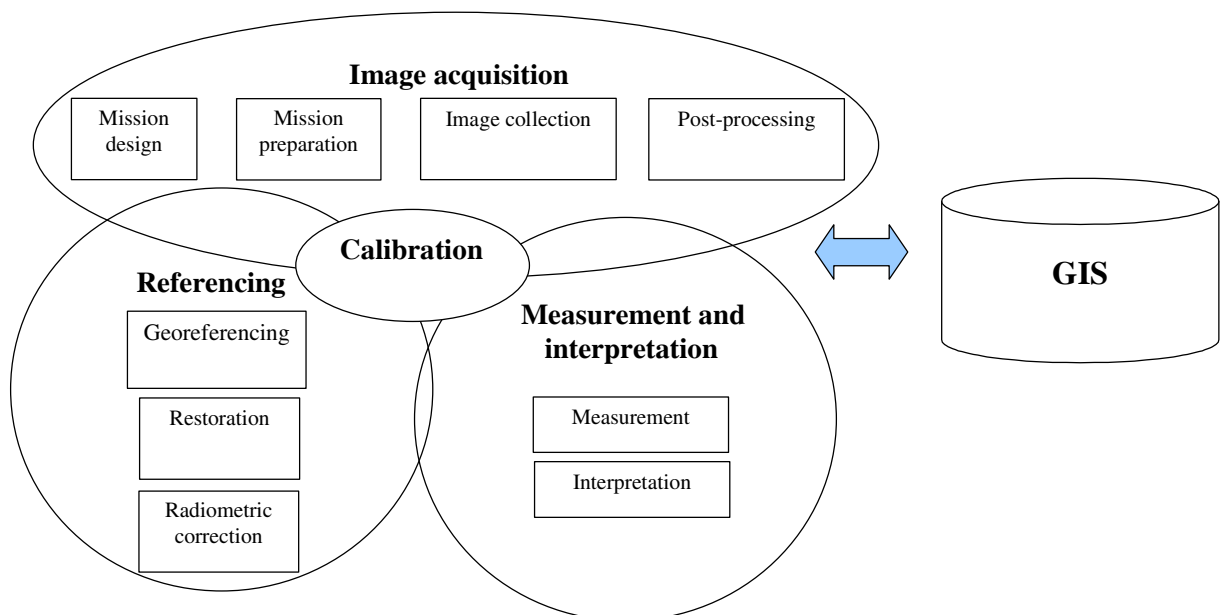 Image acquisition
Mission
design
Mission
preparation
Image collection
Post-processing
Calibration
Referencing
Georeferencing
Restoration
Radiometric
correction
Measurement and
interpretation
Measurement
Interpretation
GIS